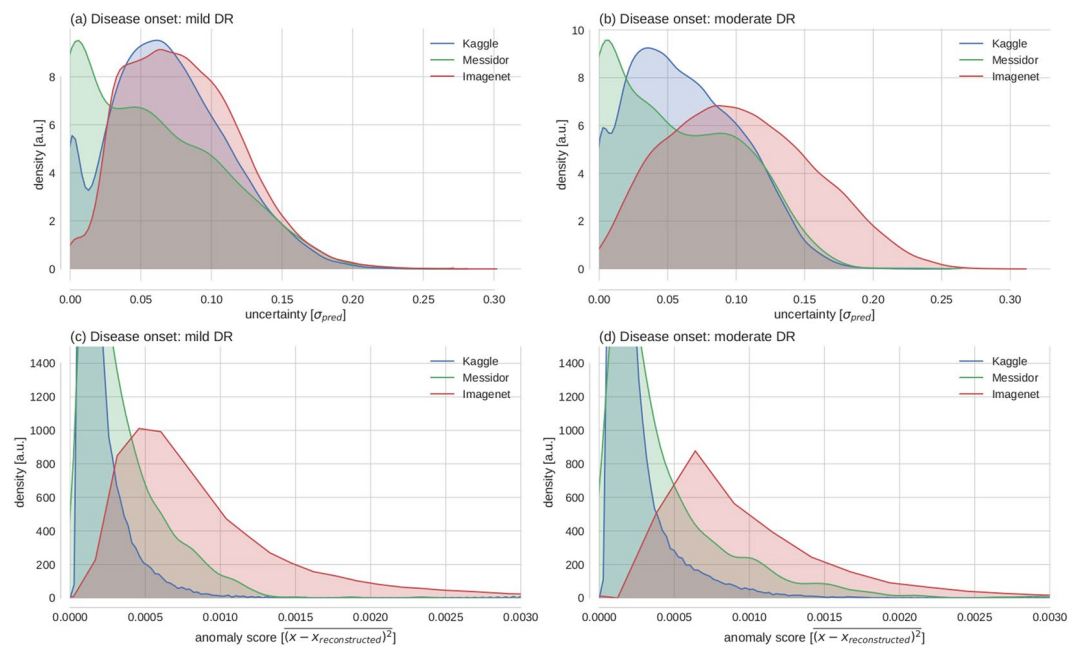 (a) Disease onset: mild DR
Kaggle
Messidor
Imagenet
density [a.u.]
8
6
4
2
0
0.00 0.05 0.10 0.15 0.20 0.25 0.30
uncertainty [σpred]
(b) Disease onset: moderate DR
Kaggle
Messidor
Imagenet
density [a.u.]
10
8
6
4
2
0
0.00 0.05 0.10 0.15 0.20 0.25 0.30
uncertainty [σpred]
(c) Disease onset: mild DR
Kaggle
Messidor
Imagenet
density [a.u.]
1400
1200
1000
800
600
400
200
0
0.0000 0.0005 0.0010 0.0015 0.0020 0.0025 0.0030
anomaly score [(x − xreconstructed)2]
(d) Disease onset: moderate DR
Kaggle
Messidor
Imagenet
density [a.u.]
1400
1200
1000
800
600
400
200
0
0.0000 0.0005 0.0010 0.0015 0.0020 0.0025 0.0030
anomaly score [(x − xreconstructed)2]